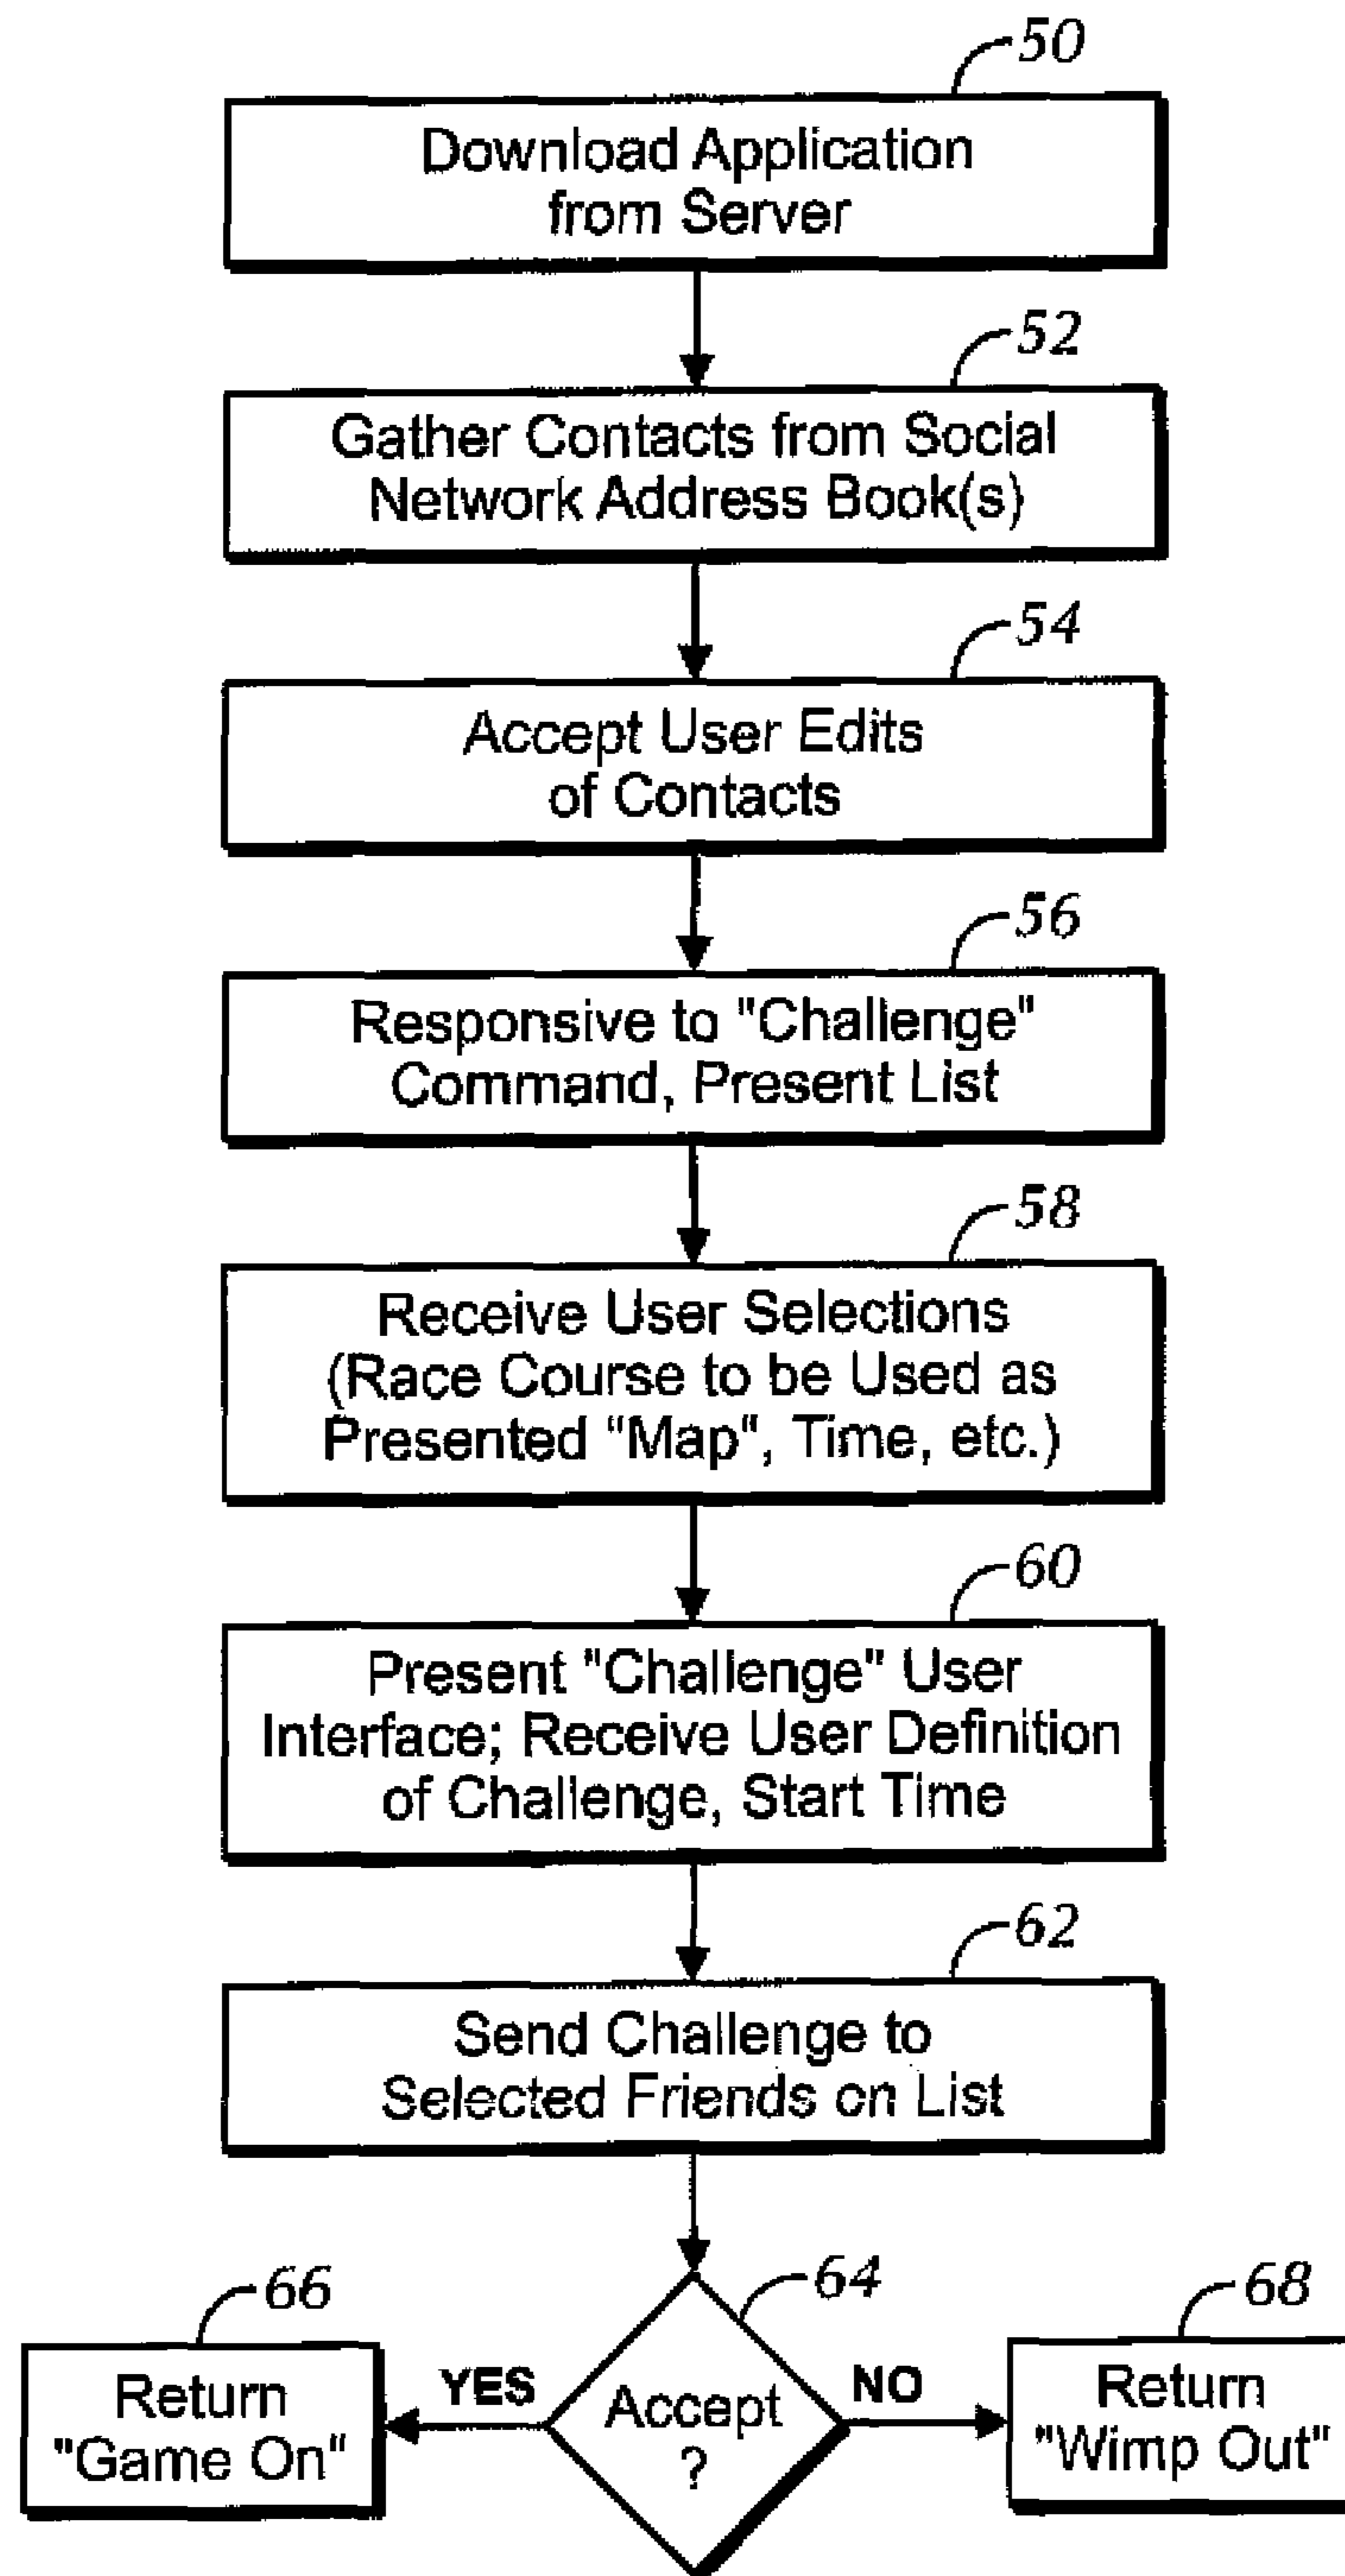 50
Download Application
from Server
52
Gather Contacts from Social
Network Address Book(s)
54
Accept User Edits
of Contacts
56
Responsive to "Challenge"
Command, Present List
58
Receive User Selections
(Race Course to be Used as
Presented “Map", Time, etc.)
60
Present "Challenge" User
Interface; Receive User Definition
of Challenge, Start Time
62
Send Challenge to
Selected Friends on List
64
Accept
?
YES
NO
66
Return
"Game On"
68
Return
"Wimp Out"